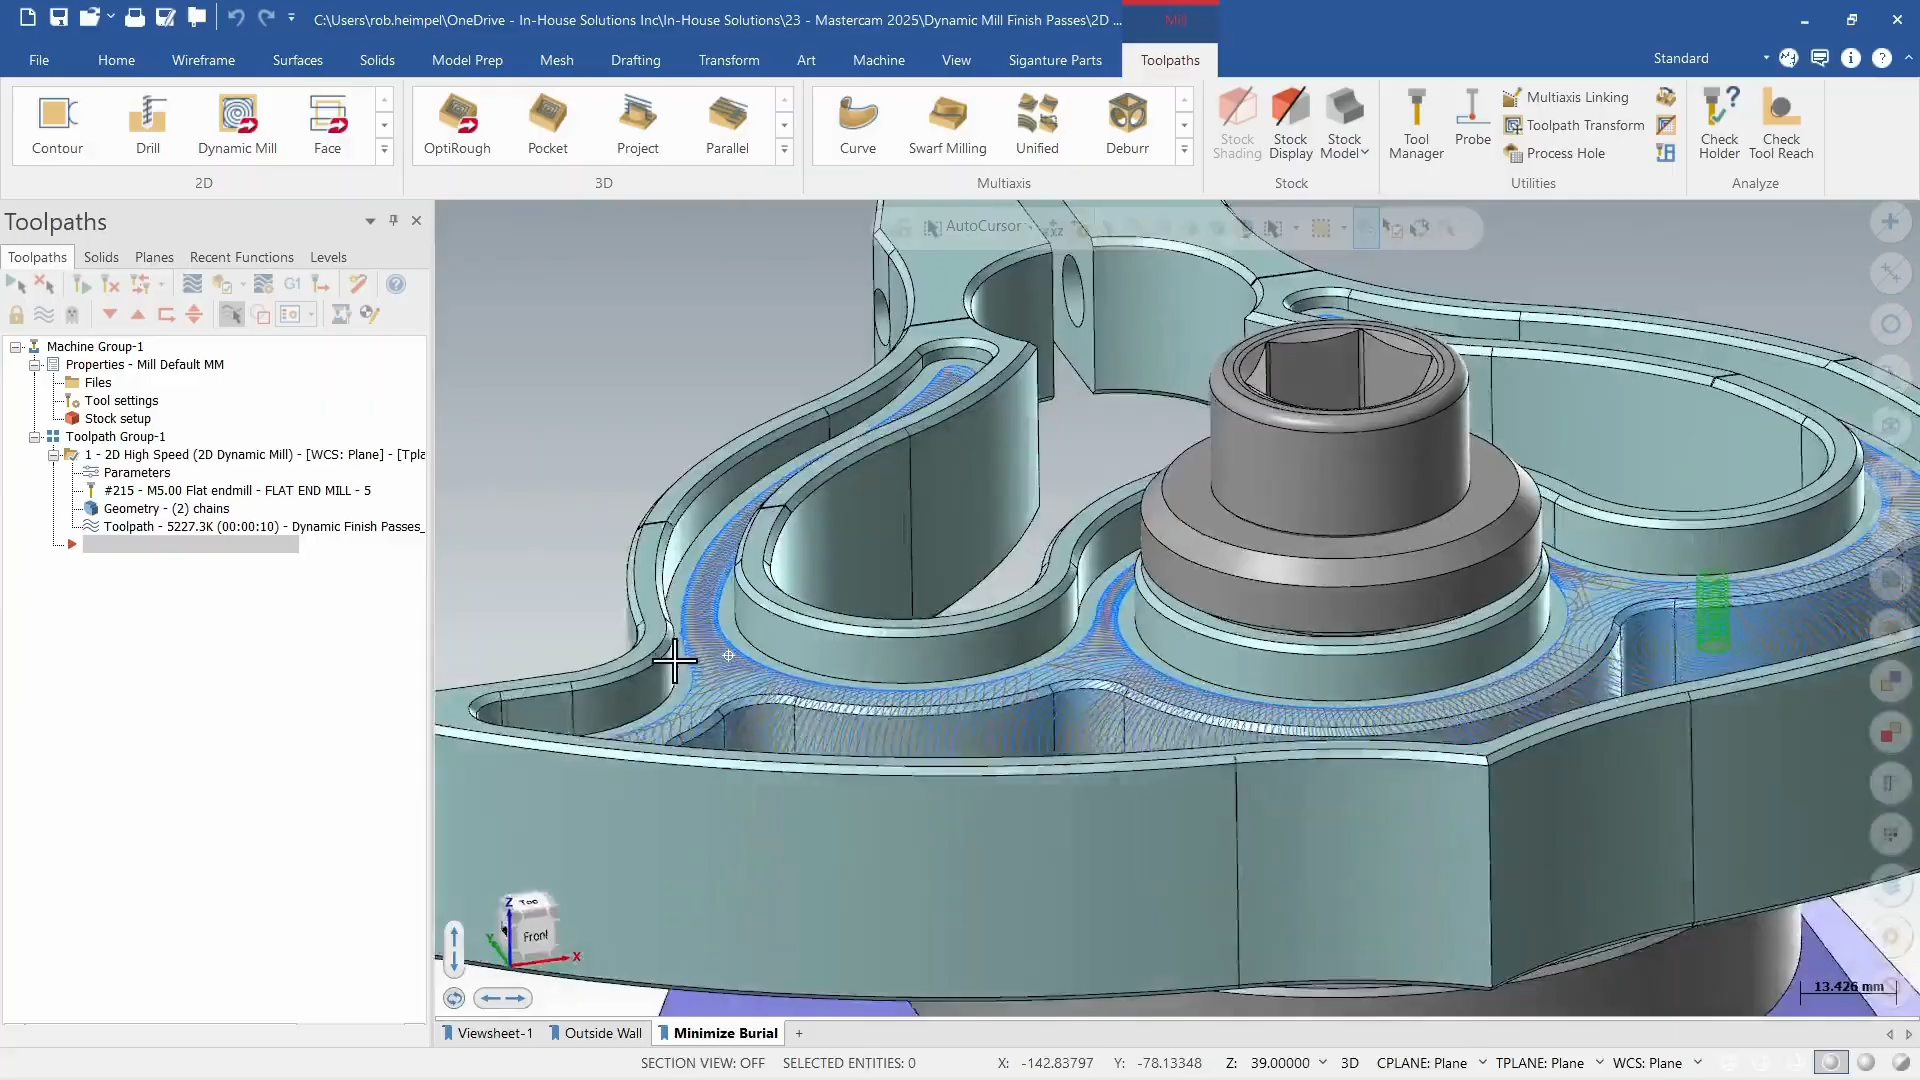 C:\Users\rob.heimpel\OneDrive - In-House Solutions Inc\In-House Solutions\23 - Mastercam 2025\Dynamic Mill Finish Passes\2D ...
Mill
File
Home
Wireframe
Surfaces
Solids
Model Prep
Mesh
Drafting
Transform
Art
Machine
View
Siganture Parts
Toolpaths
Standard
Contour
Drill
Dynamic Mill
Face
OptiRough
Pocket
Project
Parallel
Curve
Swarf Milling
Unified
Deburr
Stock Shading
Stock Display
Stock Model
Tool Manager
Probe
Multiaxis Linking
Toolpath Transform
Process Hole
Check Holder
Check Tool Reach
2D
3D
Multiaxis
Stock
Utilities
Analyze
Toolpaths
Toolpaths
Solids
Planes
Recent Functions
Levels
G1
AutoCursor
Machine Group-1
Properties - Mill Default MM
Files
Tool settings
Stock setup
Toolpath Group-1
1 - 2D High Speed (2D Dynamic Mill) - [WCS: Plane] - [Tpla
Parameters
#215 - M5.00 Flat endmill - FLAT END MILL - 5
Geometry - (2) chains
Toolpath - 5227.3K (00:00:10) - Dynamic Finish Passes_
Z
Top
Front
Y
X
13.426 mm
Viewsheet-1
Outside Wall
Minimize Burial
+
SECTION VIEW: OFF
SELECTED ENTITIES: 0
X: -142.83797
Y: -78.13348
Z: 39.00000
3D
CPLANE: Plane
TPLANE: Plane
WCS: Plane